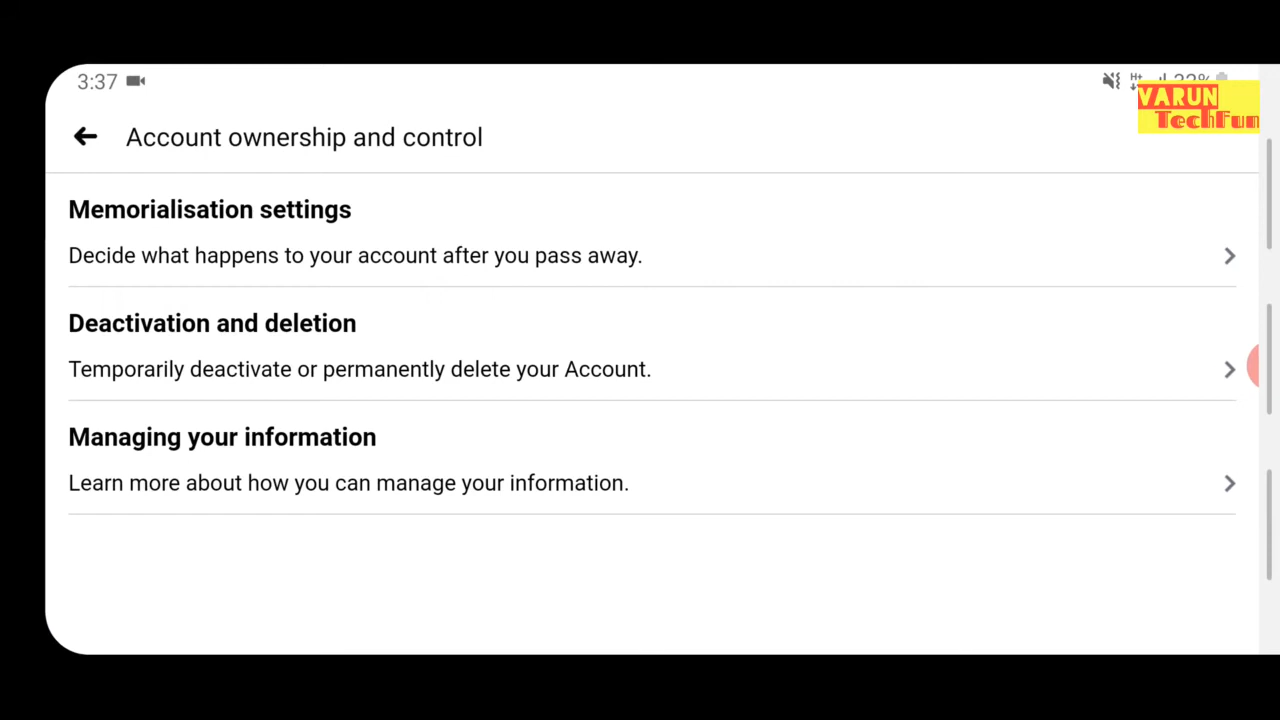 3:37
VARUN
TechFun
Account ownership and control
Memorialisation settings
Decide what happens to your account after you pass away.
Deactivation and deletion
Temporarily deactivate or permanently delete your Account.
Managing your information
Learn more about how you can manage your information.